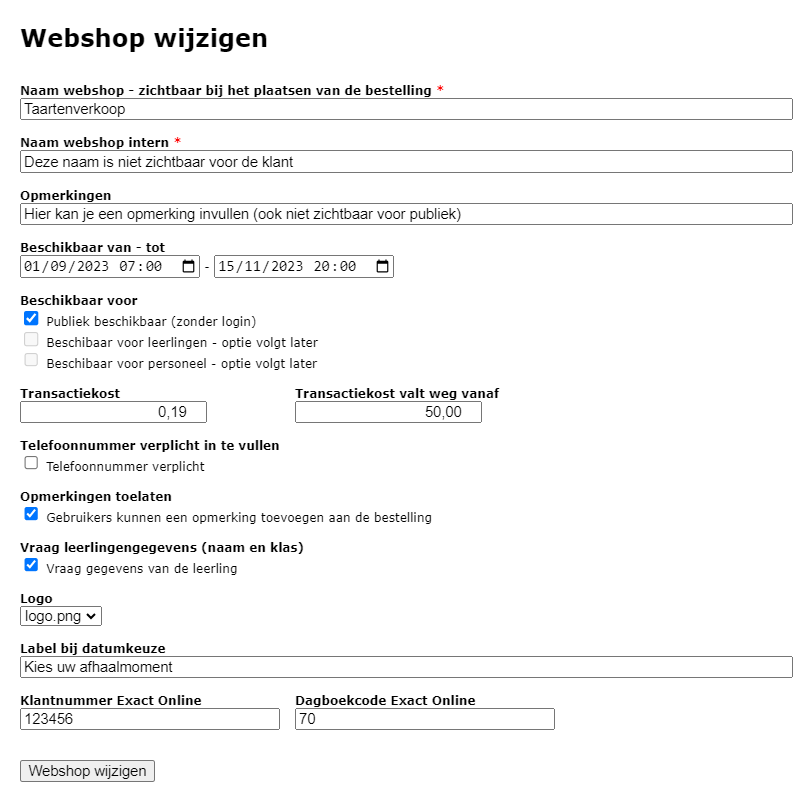 Webshop wijzigen
Naam webshop - zichtbaar bij het plaatsen van de bestelling *
Taartenverkoop
Naam webshop intern *
Deze naam is niet zichtbaar voor de klant
Opmerkingen
Hier kan je een opmerking invullen (ook niet zichtbaar voor publiek)
Beschikbaar van - tot
01/09/2023 07:00 - 15/11/2023 20:00
Beschikbaar voor
Publiek beschikbaar (zonder login)
Beschibaar voor leerlingen - optie volgt later
Beschikbaar voor personeel - optie volgt later
Transactiekost Transactiekost valt weg vanaf
0,19 50,00
Telefoonnummer verplicht in te vullen
Telefoonnummer verplicht
Opmerkingen toelaten
Gebruikers kunnen een opmerking toevoegen aan de bestelling
Vraag leerlingengegevens (naam en klas)
Vraag gegevens van de leerling
Logo
logo.png
Label bij datumkeuze
Kies uw afhaalmoment
Klantnummer Exact Online Dagboekcode Exact Online
123456 70
Webshop wijzigen